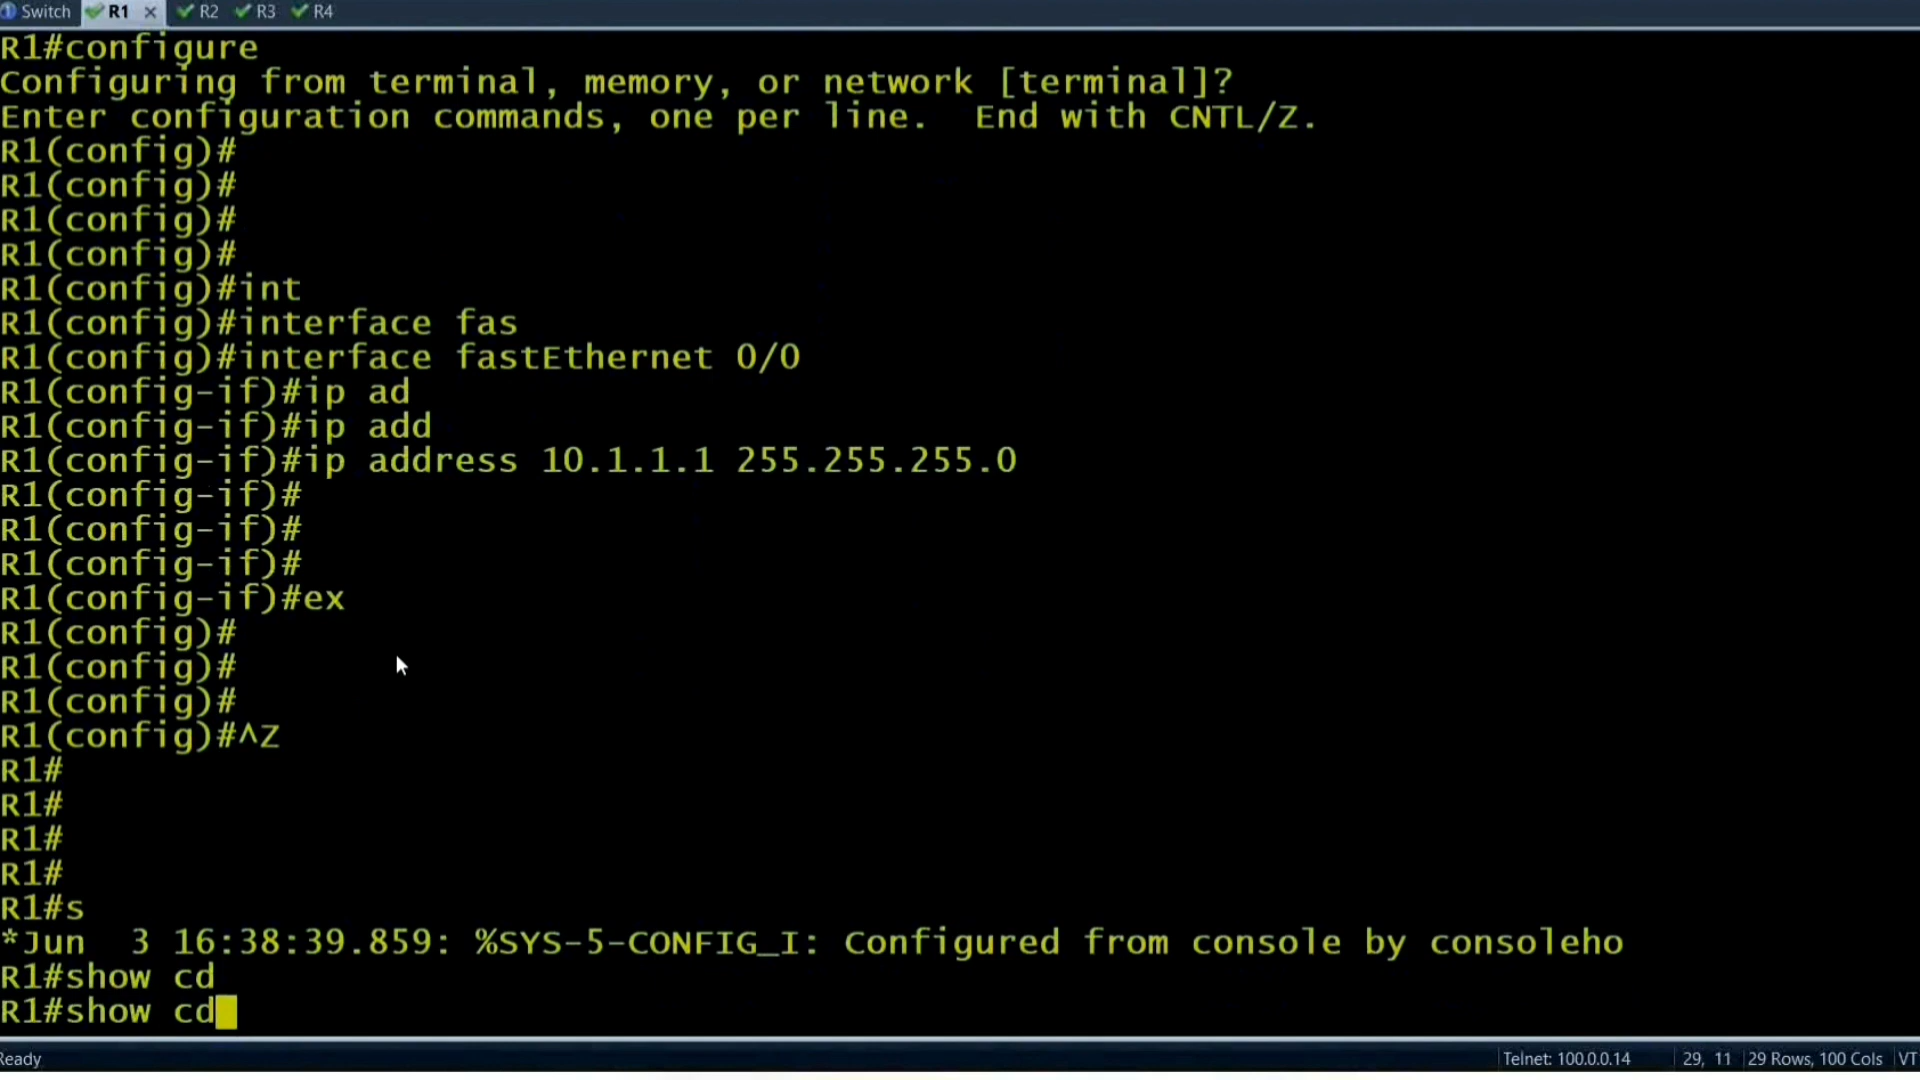 Switch R1 R2 R3 R4
R1#configure
Configuring from terminal, memory, or network [terminal]?
Enter configuration commands, one per line.  End with CNTL/Z.
R1(config)#
R1(config)#
R1(config)#
R1(config)#
R1(config)#int
R1(config)#interface fas
R1(config)#interface fastEthernet 0/0
R1(config-if)#ip ad
R1(config-if)#ip add
R1(config-if)#ip address 10.1.1.1 255.255.255.0
R1(config-if)#
R1(config-if)#
R1(config-if)#
R1(config-if)#ex
R1(config)#
R1(config)#
R1(config)#
R1(config)#^Z
R1#
R1#
R1#
R1#
R1#s
*Jun  3 16:38:39.859: %SYS-5-CONFIG_I: Configured from console by consoleho
R1#show cd
R1#show cd
Ready Telnet: 100.0.0.14 29, 11 29 Rows, 100 Cols VT